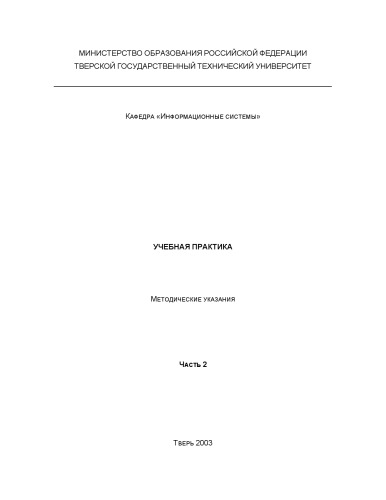 МИНИСТЕРСТВО ОБРАЗОВАНИЯ РОССИЙСКОЙ ФЕДЕРАЦИИ
ТВЕРСКОЙ ГОСУДАРСТВЕННЫЙ ТЕХНИЧЕСКИЙ УНИВЕРСИТЕТ
Кафедра «Информационные системы»
УЧЕБНАЯ ПРАКТИКА
Методические указания
Часть 2
Тверь 2003